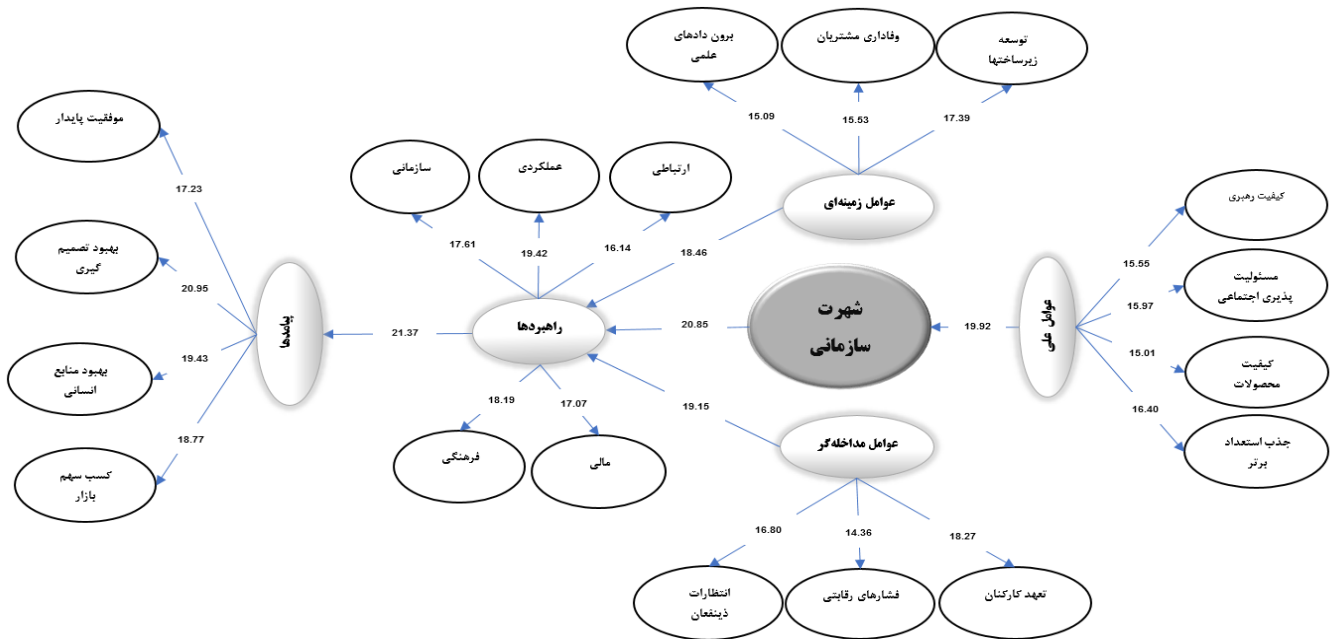 برون دادهای
علمی
وفاداری مشتریان
توسعه
زیرساختها
15.09
15.53
17.39
موفقیت پایدار
سازمانی
عملکردی
ارتباطی
عوامل زمینه‌ای
کیفیت رهبری
17.23
17.61
19.42
16.14
18.46
15.55
بهبود تصمیم
گیری
20.95
پیامدها
21.37
راهبردها
20.85
شهرت
سازمانی
19.92
عوامل علی
15.97
مسئولیت
پذیری اجتماعی
15.01
کیفیت
محصولات
بهبود منابع
انسانی
19.43
18.19
17.07
19.15
16.40
18.77
فرهنگی
مالی
عوامل مداخله‌گر
جذب استعداد
برتر
کسب سهم
بازار
16.80
14.36
18.27
انتظارات
ذینفعان
فشارهای رقابتی
تعهد کارکنان